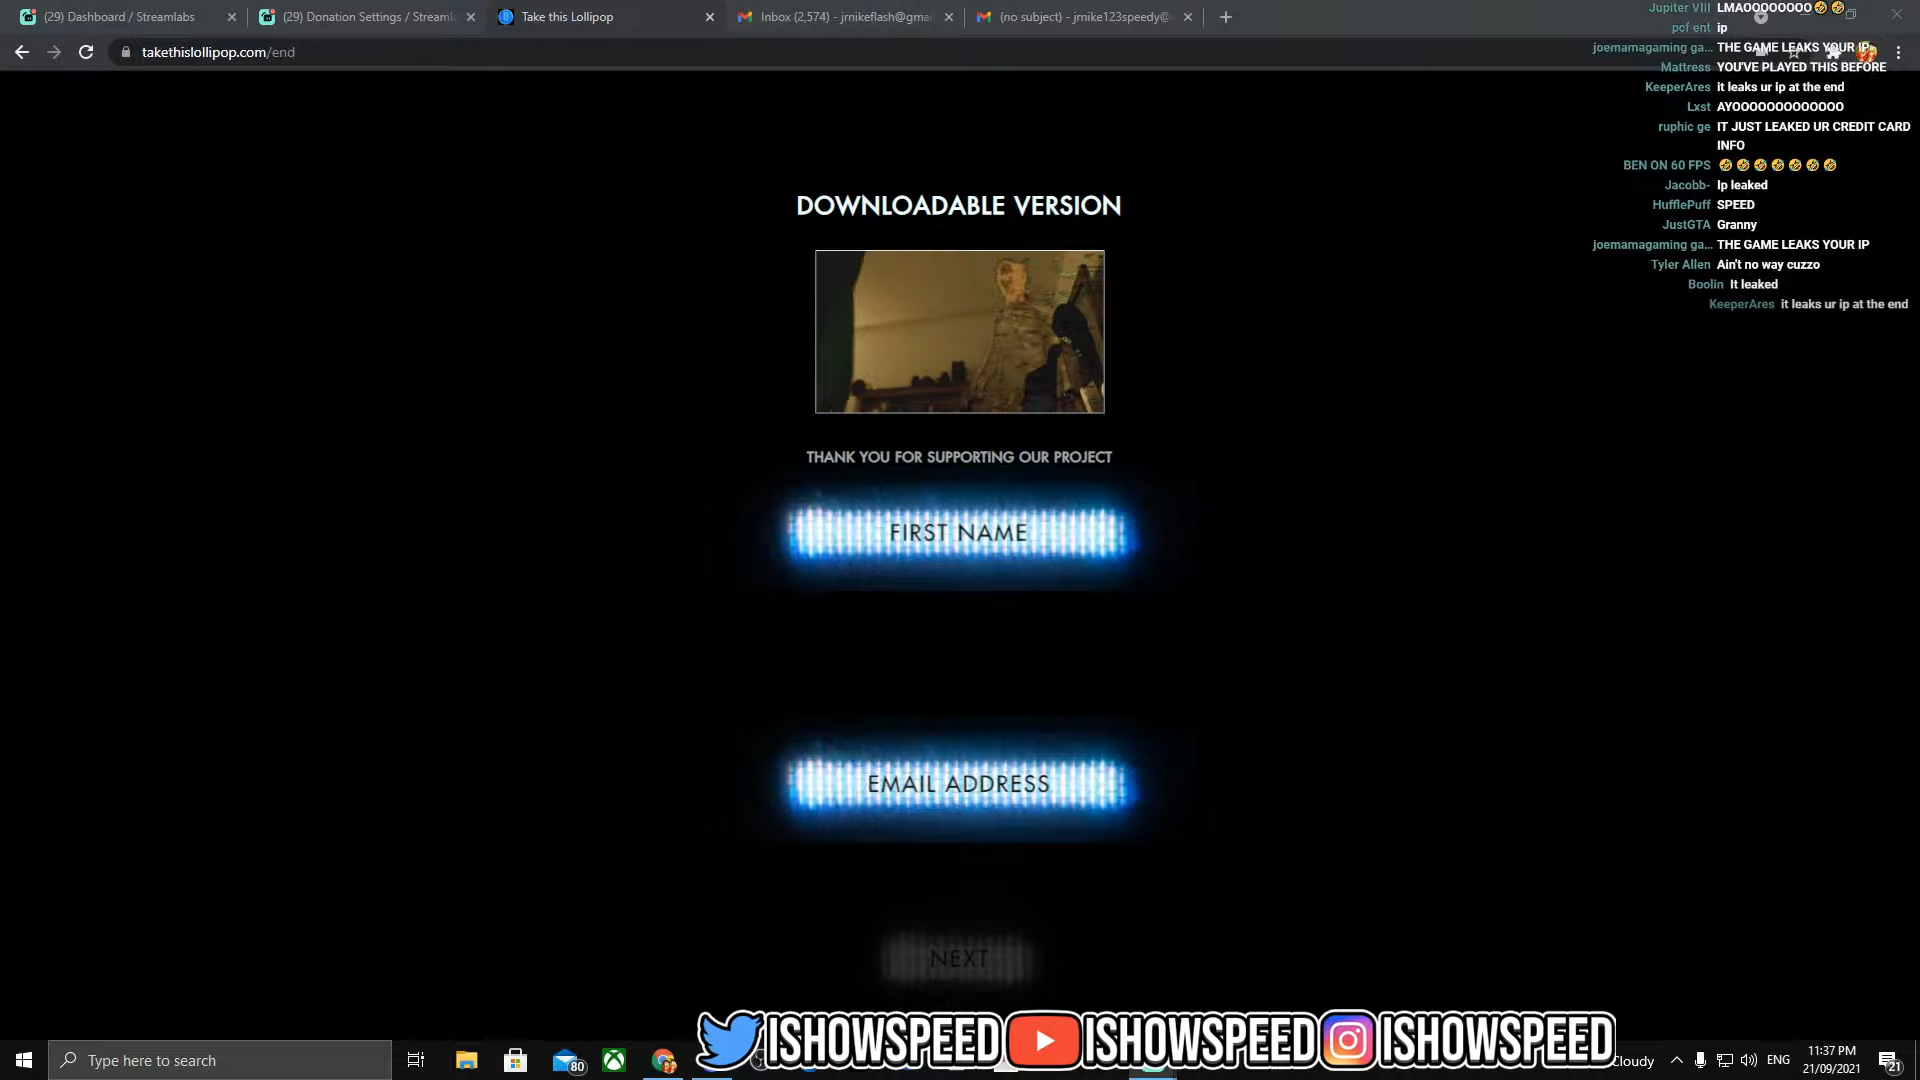 (29) Dashboard / Streamlabs
(29) Donation Settings / Streaml
Take this Lollipop
Inbox (2,574) - jrnikeflash@gmai
(no subject) - jrnike123speedy@
takethislollipop.com/end
Jupiter VIII LMAOOOOOOOO🤣🤣
pcf ent ip
joemamagaming ga... THE GAME LEAKS YOUR IP
Mattress YOU'VE PLAYED THIS BEFORE
KeeperAres it leaks ur ip at the end
Lxst AYOOOOOOOOOOOOO
ruphic ge IT JUST LEAKED UR CREDIT CARD
INFO
BEN ON 60 FPS 🤣🤣🤣🤣🤣🤣🤣
Jacobb- Ip leaked
HufflePuff SPEED
JustGTA Granny
joemamagaming ga... THE GAME LEAKS YOUR IP
Tyler Allen Ain't no way cuzzo
Boolin It leaked
KeeperAres it leaks ur ip at the end
DOWNLOADABLE VERSION
THANK YOU FOR SUPPORTING OUR PROJECT
FIRST NAME
EMAIL ADDRESS
NEXT
ISHOWSPEED ISHOWSPEED ISHOWSPEED
Type here to search
80
Cloudy
ENG
11:37 PM
21/09/2021
21